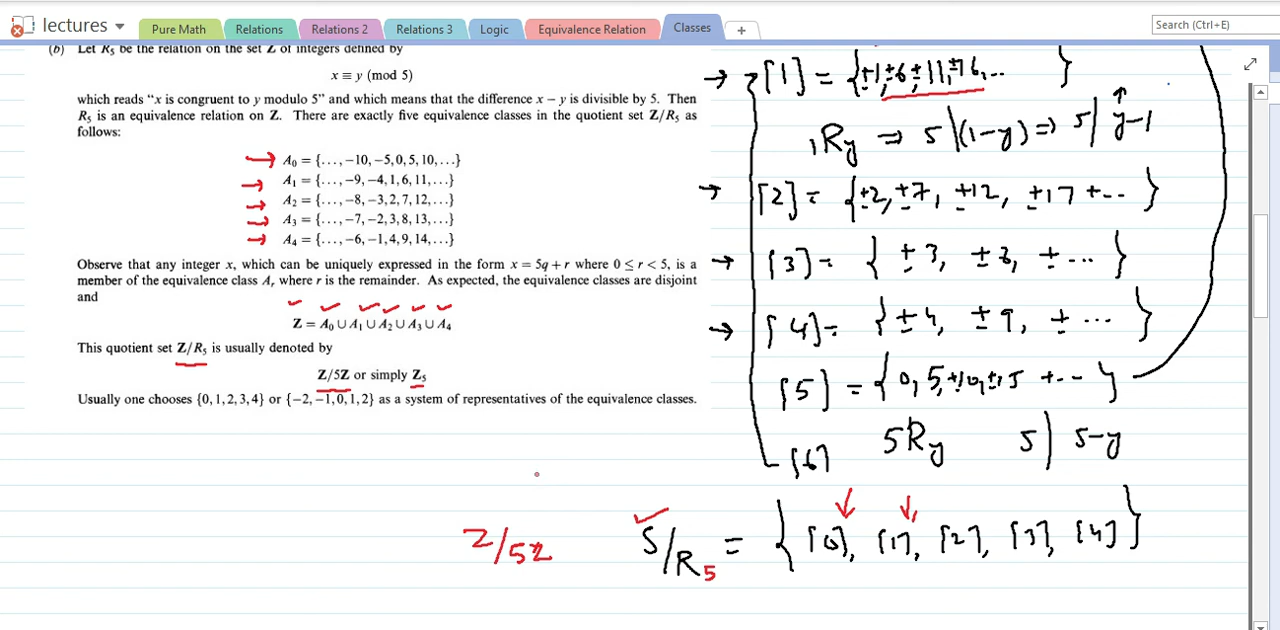 lectures
Pure Math
Relations
Relations 2
Relations 3
Logic
Equivalence Relation
Classes
+
Search (Ctrl+E)
(b) Let R₅ be the relation on the set Z of integers defined by
x ≡ y (mod 5)
which reads “x is congruent to y modulo 5” and which means that the difference x − y is divisible by 5. Then
R₅ is an equivalence relation on Z. There are exactly five equivalence classes in the quotient set Z/R₅ as
follows:
A₀ = {..., −10, −5, 0, 5, 10, ...}
A₁ = {..., −9, −4, 1, 6, 11, ...}
A₂ = {..., −8, −3, 2, 7, 12, ...}
A₃ = {..., −7, −2, 3, 8, 13, ...}
A₄ = {..., −6, −1, 4, 9, 14, ...}
Observe that any integer x, which can be uniquely expressed in the form x = 5q + r where 0 ≤ r < 5, is a
member of the equivalence class Aᵣ where r is the remainder. As expected, the equivalence classes are disjoint
and
Z = A₀ ∪ A₁ ∪ A₂ ∪ A₃ ∪ A₄
This quotient set Z/R₅ is usually denoted by
Z/5Z or simply Z₅
Usually one chooses {0, 1, 2, 3, 4} or {−2, −1, 0, 1, 2} as a system of representatives of the equivalence classes.
→ [1] = {±1, ±6, ±11, ±16, ... }
1Ry ⇒ 5|(1−y) ⇒ 5|y−1
→ [2] = {±2, ±7, ±12, ±17 +... }
→ [3] = { ±3, ±8, ± ... }
→ [4] = { ±4, ±9, ± ... }
[5] = {0, 5, ±10, ±15 +... }
5Ry 5|5−y
[6]
Z/5Z
S/R₅ = { [0], [1], [2], [3], [4] }